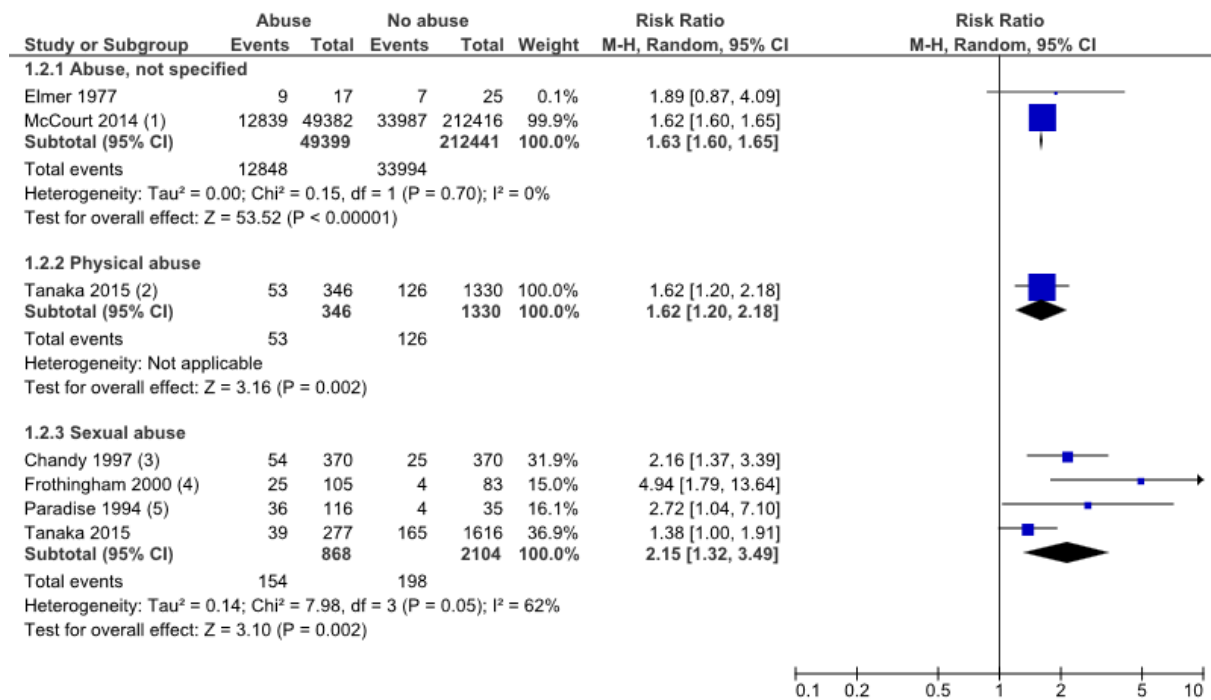 Abuse No abuse Risk Ratio Risk Ratio
Study or Subgroup Events Total Events Total Weight M-H, Random, 95% CI M-H, Random, 95% CI
1.2.1 Abuse, not specified
Elmer 1977 9 17 7 25 0.1% 1.89 [0.87, 4.09]
McCourt 2014 (1) 12839 49382 33987 212416 99.9% 1.62 [1.60, 1.65]
Subtotal (95% CI) 49399 212441 100.0% 1.63 [1.60, 1.65]
Total events 12848 33994
Heterogeneity: Tau² = 0.00; Chi² = 0.15, df = 1 (P = 0.70); I² = 0%
Test for overall effect: Z = 53.52 (P < 0.00001)
1.2.2 Physical abuse
Tanaka 2015 (2) 53 346 126 1330 100.0% 1.62 [1.20, 2.18]
Subtotal (95% CI) 346 1330 100.0% 1.62 [1.20, 2.18]
Total events 53 126
Heterogeneity: Not applicable
Test for overall effect: Z = 3.16 (P = 0.002)
1.2.3 Sexual abuse
Chandy 1997 (3) 54 370 25 370 31.9% 2.16 [1.37, 3.39]
Frothingham 2000 (4) 25 105 4 83 15.0% 4.94 [1.79, 13.64]
Paradise 1994 (5) 36 116 4 35 16.1% 2.72 [1.04, 7.10]
Tanaka 2015 39 277 165 1616 36.9% 1.38 [1.00, 1.91]
Subtotal (95% CI) 868 2104 100.0% 2.15 [1.32, 3.49]
Total events 154 198
Heterogeneity: Tau² = 0.14; Chi² = 7.98, df = 3 (P = 0.05); I² = 62%
Test for overall effect: Z = 3.10 (P = 0.002)
0.1 0.2 0.5 1 2 5 10